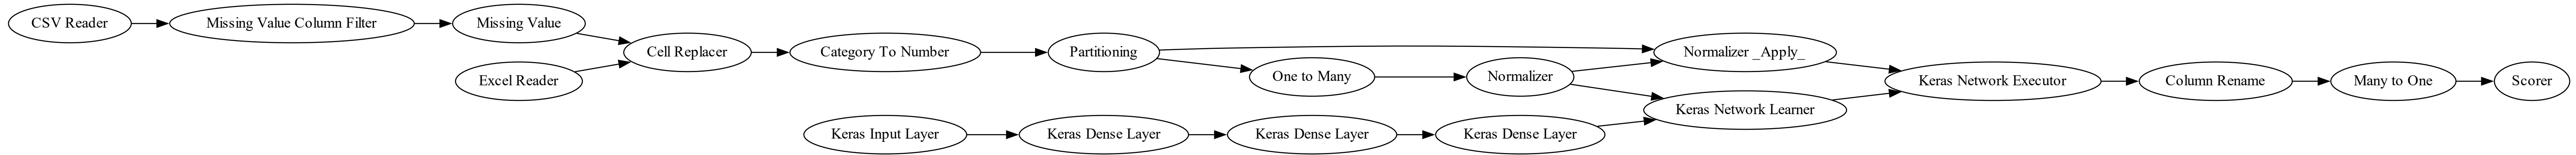 CSV Reader
Missing Value Column Filter
Missing Value
Excel Reader
Cell Replacer
Category To Number
Partitioning
One to Many
Normalizer
Normalizer _Apply_
Keras Input Layer
Keras Dense Layer
Keras Dense Layer
Keras Dense Layer
Keras Network Learner
Keras Network Executor
Column Rename
Many to One
Scorer